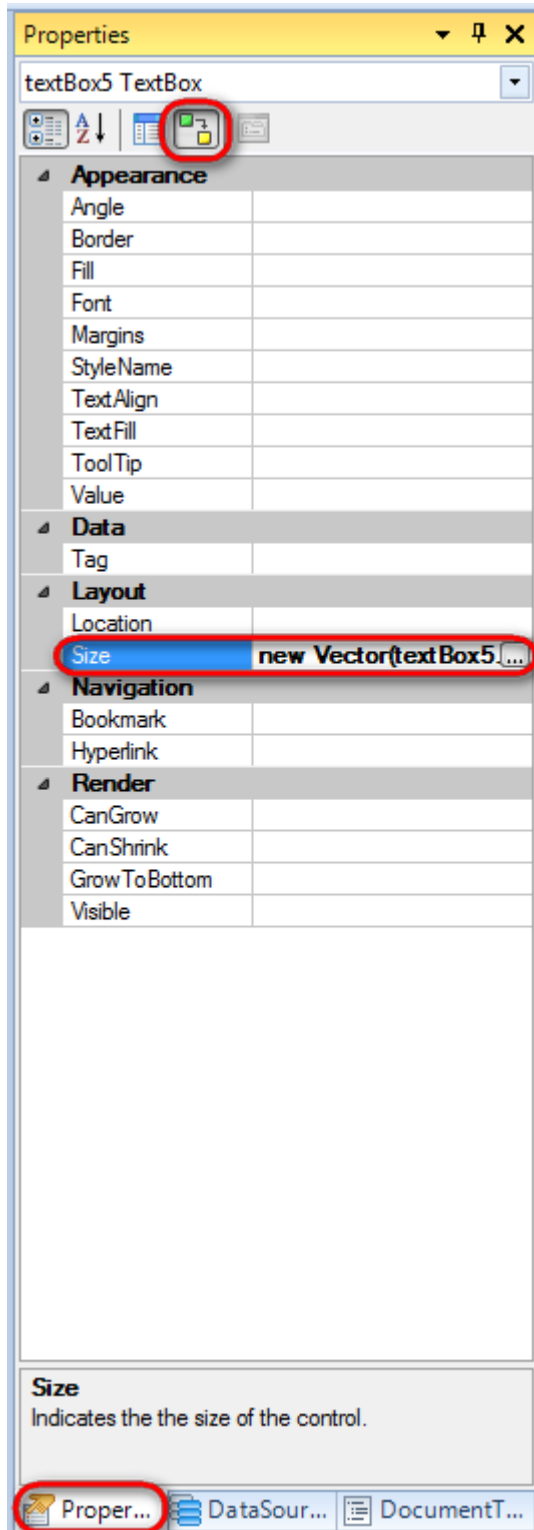 Properties
textBox5 TextBox
Appearance
Angle
Border
Fill
Font
Margins
StyleName
TextAlign
TextFill
ToolTip
Value
Data
Tag
Layout
Location
Size new Vector(textBox5. ...
Navigation
Bookmark
Hyperlink
Render
CanGrow
CanShrink
GrowToBottom
Visible
Size
Indicates the the size of the control.
Proper... DataSour... DocumentT...